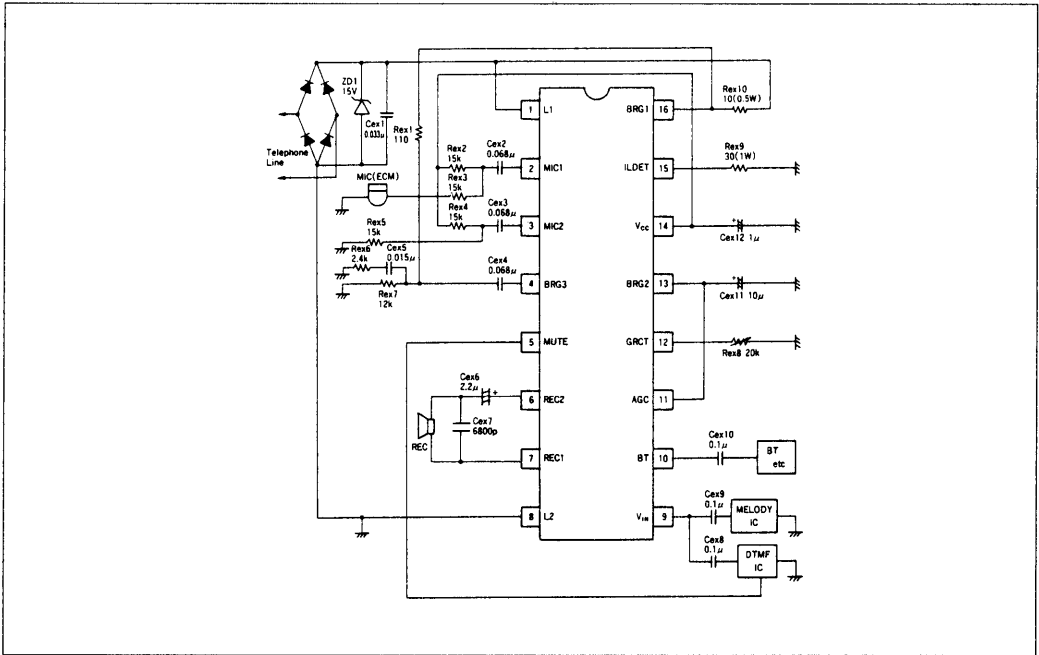 ZD1
15V
Cex1
0.033μ
Telephone
Line
Rex1
110
Rex2
15k
Rex3
15k
Rex4
15k
Cex2
0.068μ
Cex3
0.068μ
MIC(ECM)
Rex5
15k
Rex6
2.4k
Cex5
0.015μ
Rex7
12k
Cex4
0.068μ
Cex6
2.2μ
+
Cex7
6800p
REC
1 L1
2 MIC1
3 MIC2
4 BRG3
5 MUTE
6 REC2
7 REC1
8 L2
BRG1 16
ILDET 15
Vcc 14
BRG2 13
GRCT 12
AGC 11
BT 10
VIN 9
Rex10
10(0.5W)
Rex9
30(1W)
+
Cex12 1μ
+
Cex11 10μ
Rex8 20k
Cex10
0.1μ
BT
etc
Cex9
0.1μ
MELODY
IC
Cex8
0.1μ
DTMF
IC